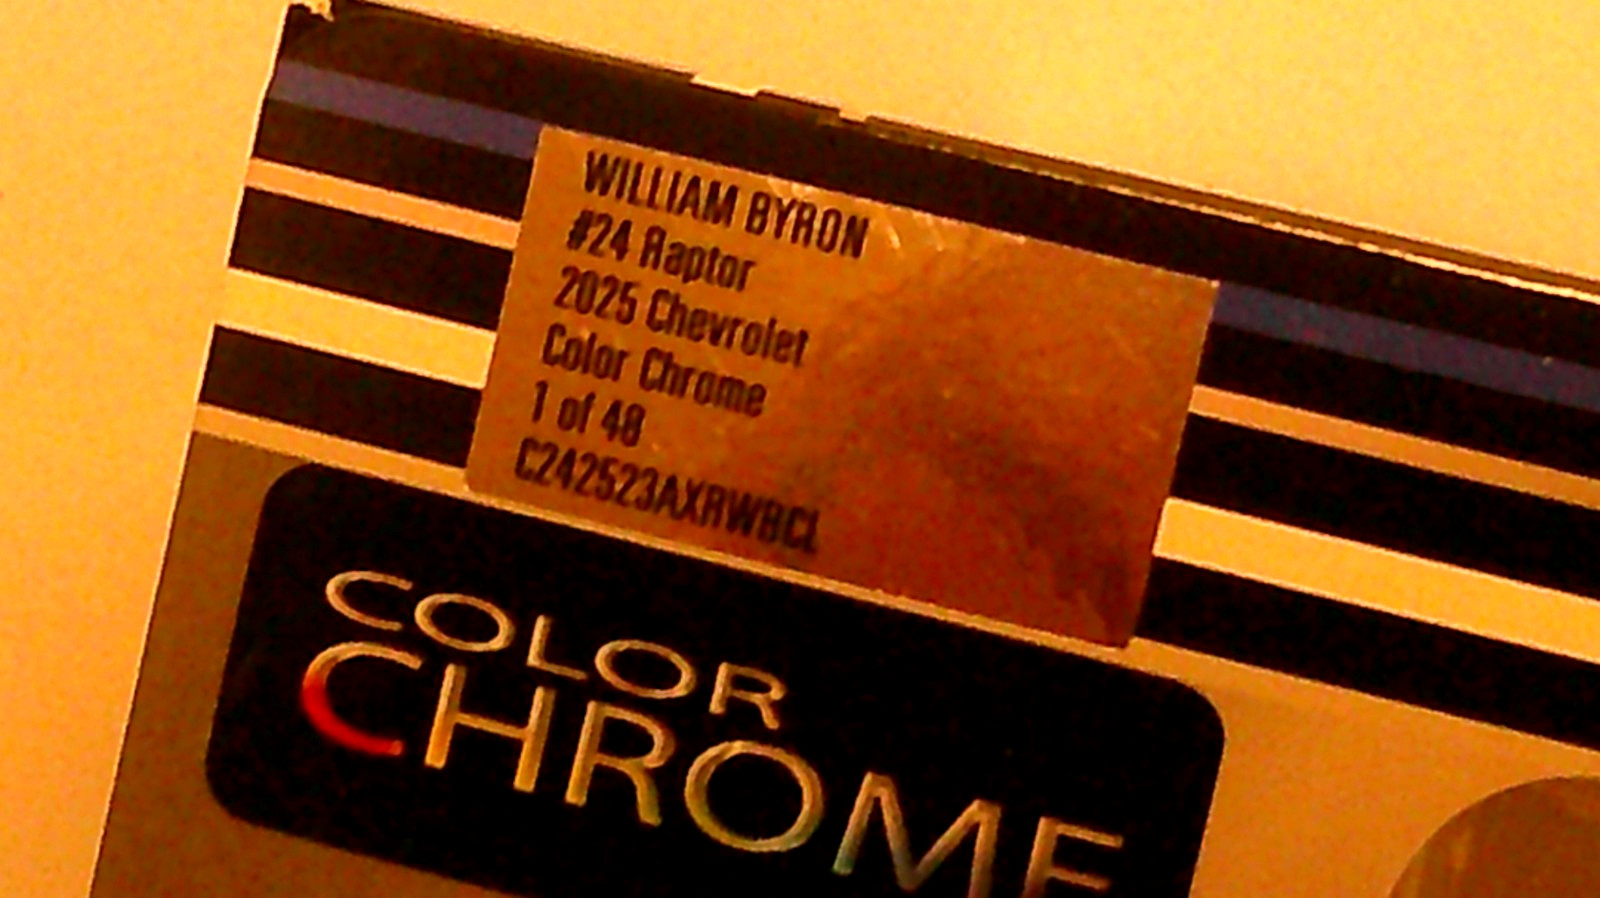 WILLIAM BYRON
#24 Raptor
2025 Chevrolet
Color Chrome
1 of 48
C242523AXRWBCL
COLOR
CHROME